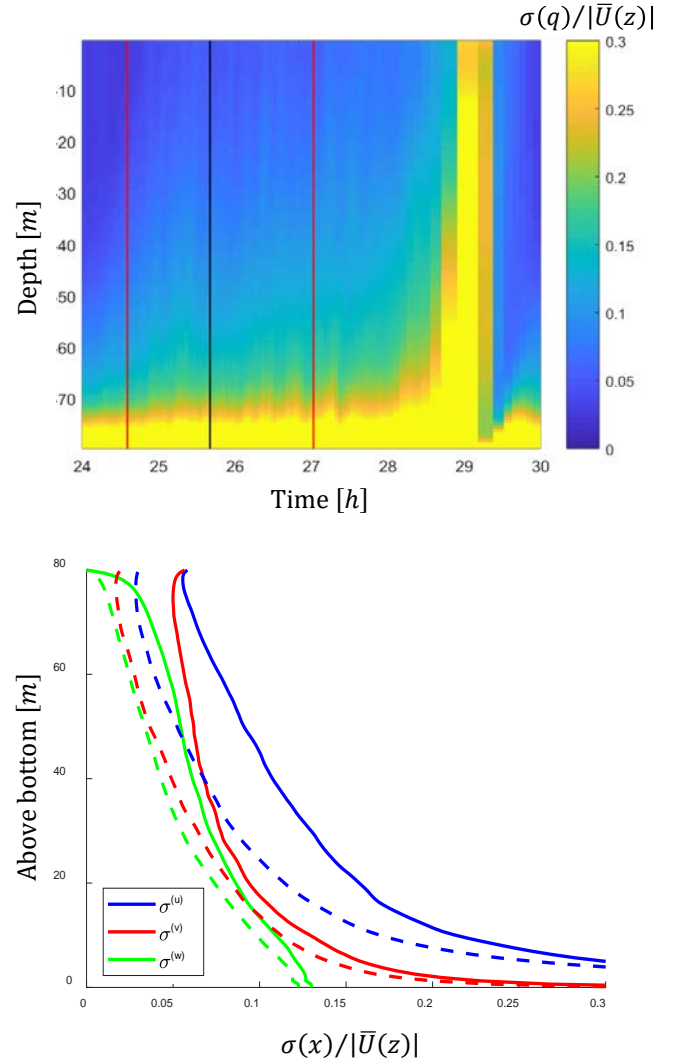 σ(q)/|U̅(z)|
0.3
0.25
0.2
0.15
0.1
0.05
0
-10
-20
-30
-40
-50
-60
-70
Depth [m]
24 25 26 27 28 29 30
Time [h]
80
60
40
20
0
Above bottom [m]
σ(u)
σ(v)
σ(w)
0 0.05 0.1 0.15 0.2 0.25 0.3
σ(x)/|U̅(z)|